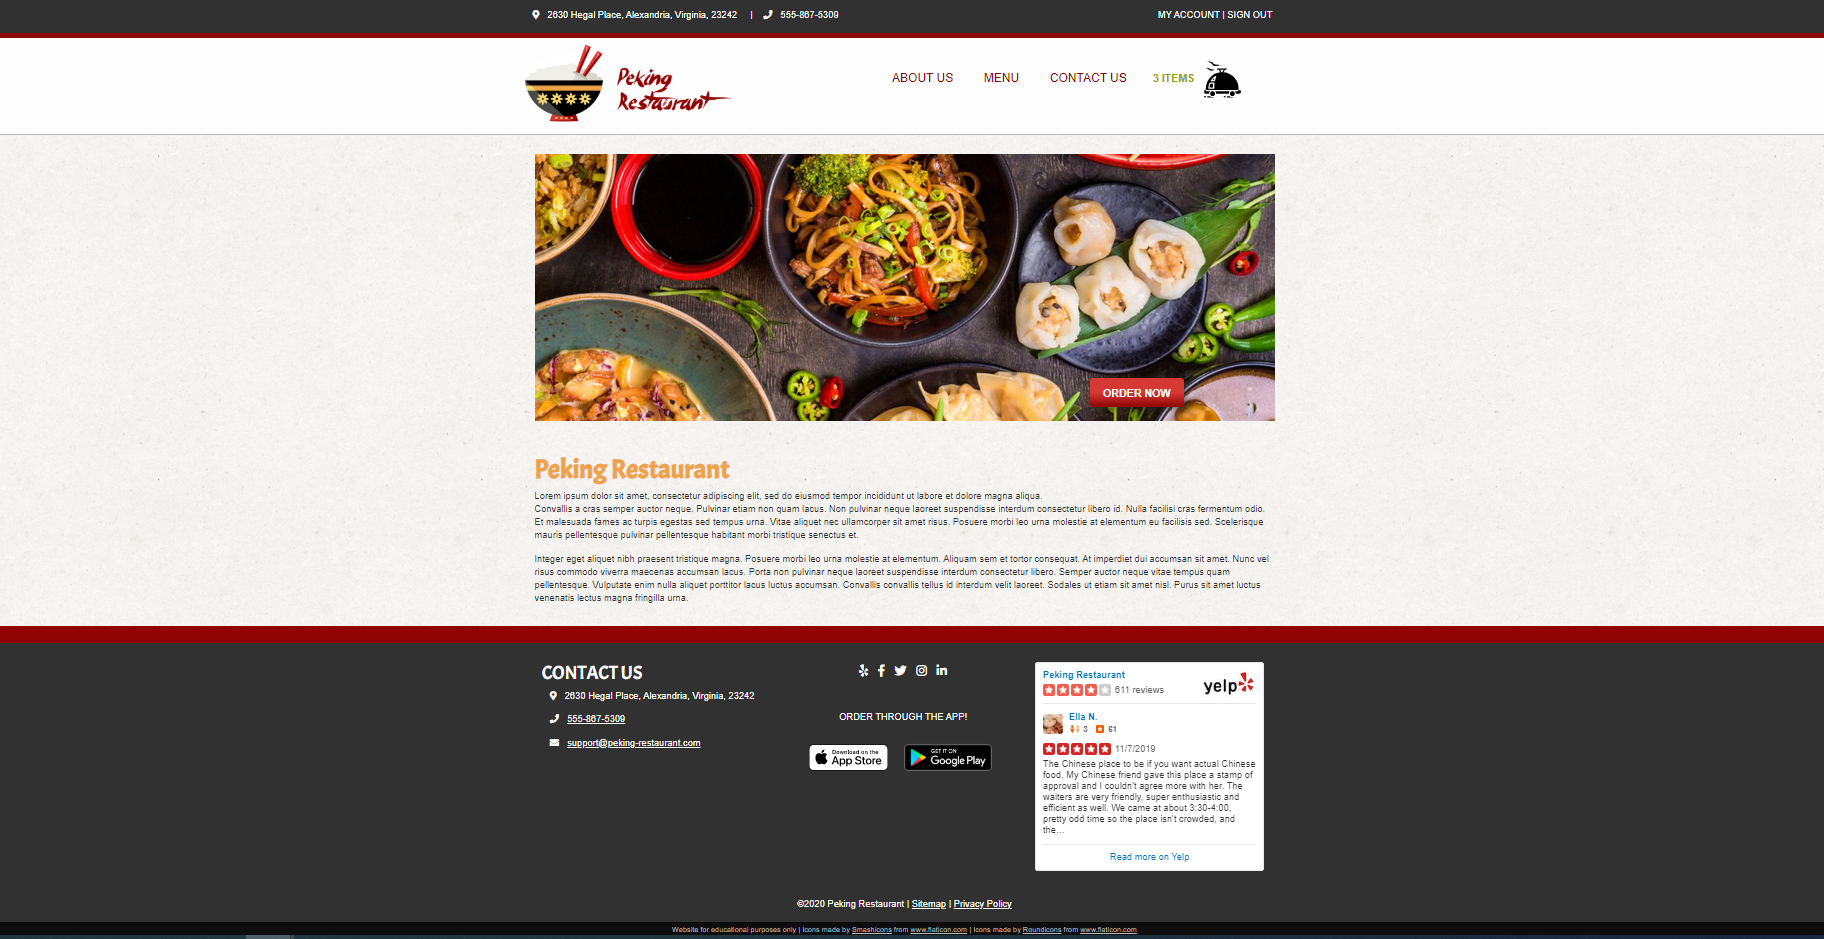 2630 Hegal Place, Alexandria, Virginia, 23242 | 555-867-5309
MY ACCOUNT | SIGN OUT
Peking
Restaurant
ABOUT US
MENU
CONTACT US
3 ITEMS
ORDER NOW
Peking Restaurant
Lorem ipsum dolor sit amet, consectetur adipiscing elit, sed do eiusmod tempor incididunt ut labore et dolore magna aliqua.
Convallis a cras semper auctor neque. Pulvinar etiam non quam lacus. Non pulvinar neque laoreet suspendisse interdum consectetur libero id. Nulla facilisi cras fermentum odio.
Et malesuada fames ac turpis egestas sed tempus urna. Vitae aliquet nec ullamcorper sit amet risus. Posuere morbi leo urna molestie at elementum eu facilisis sed. Scelerisque
mauris pellentesque pulvinar pellentesque habitant morbi tristique senectus et.
Integer eget aliquet nibh praesent tristique magna. Posuere morbi leo urna molestie at elementum. Aliquam sem et tortor consequat. At imperdiet dui accumsan sit amet. Nunc vel
risus commodo viverra maecenas accumsan lacus. Porta non pulvinar neque laoreet suspendisse interdum consectetur libero. Semper auctor neque vitae tempus quam
pellentesque. Vulputate enim nulla aliquet porttitor lacus luctus accumsan. Convallis convallis tellus id interdum velit laoreet. Sodales ut etiam sit amet nisl. Purus sit amet luctus
venenatis lectus magna fringilla urna.
CONTACT US
2630 Hegal Place, Alexandria, Virginia, 23242
555-867-5309
support@peking-restaurant.com
ORDER THROUGH THE APP!
Download on the
App Store
GET IT ON
Google Play
Peking Restaurant
611 reviews
yelp
Ella N.
3 61
11/7/2019
The Chinese place to be if you want actual Chinese
food. My Chinese friend gave this place a stamp of
approval and I couldn't agree more with her. The
waiters are very friendly, super enthusiastic and
efficient as well. We came at about 3:30-4:00,
pretty odd time so the place isn't crowded, and
the...
Read more on Yelp
©2020 Peking Restaurant | Sitemap | Privacy Policy
Website for educational purposes only | Icons made by Smashicons from www.flaticon.com | Icons made by Roundicons from www.flaticon.com